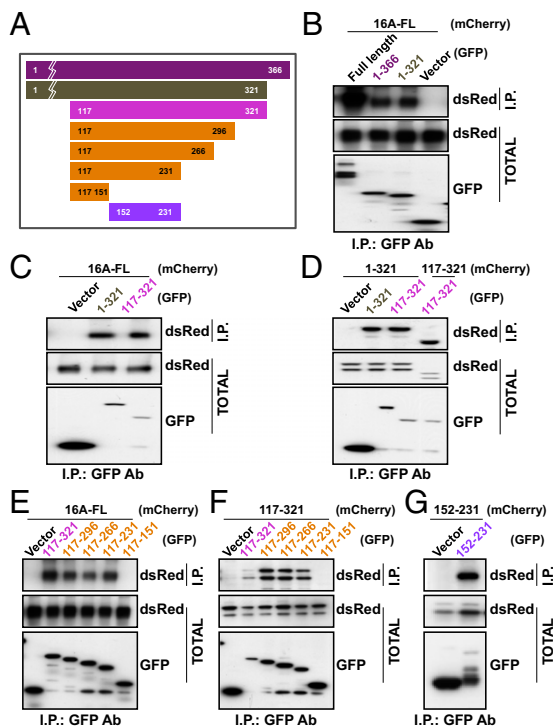 A
1 366
1 321
117 321
117 296
117 266
117 231
117 151
152 231
B
16A-FL (mCherry)
Full length 1-366 1-321 Vector (GFP)
dsRed I.P.
dsRed
GFP
TOTAL
I.P.: GFP Ab
C
16A-FL (mCherry)
Vector 1-321 117-321 (GFP)
dsRed I.P.
dsRed
GFP
TOTAL
I.P.: GFP Ab
D
1-321 117-321 (mCherry)
Vector 1-321 117-321 117-321 (GFP)
dsRed I.P.
dsRed
GFP
TOTAL
I.P.: GFP Ab
E
16A-FL (mCherry)
Vector 117-321 117-296 117-266 117-231 117-151 (GFP)
dsRed I.P.
dsRed
GFP
TOTAL
I.P.: GFP Ab
F
117-321 (mCherry)
Vector 117-321 117-296 117-266 117-231 117-151 (GFP)
dsRed I.P.
dsRed
GFP
TOTAL
I.P.: GFP Ab
G
152-231 (mCherry)
Vector 152-231 (GFP)
dsRed I.P.
dsRed
GFP
TOTAL
I.P.: GFP Ab